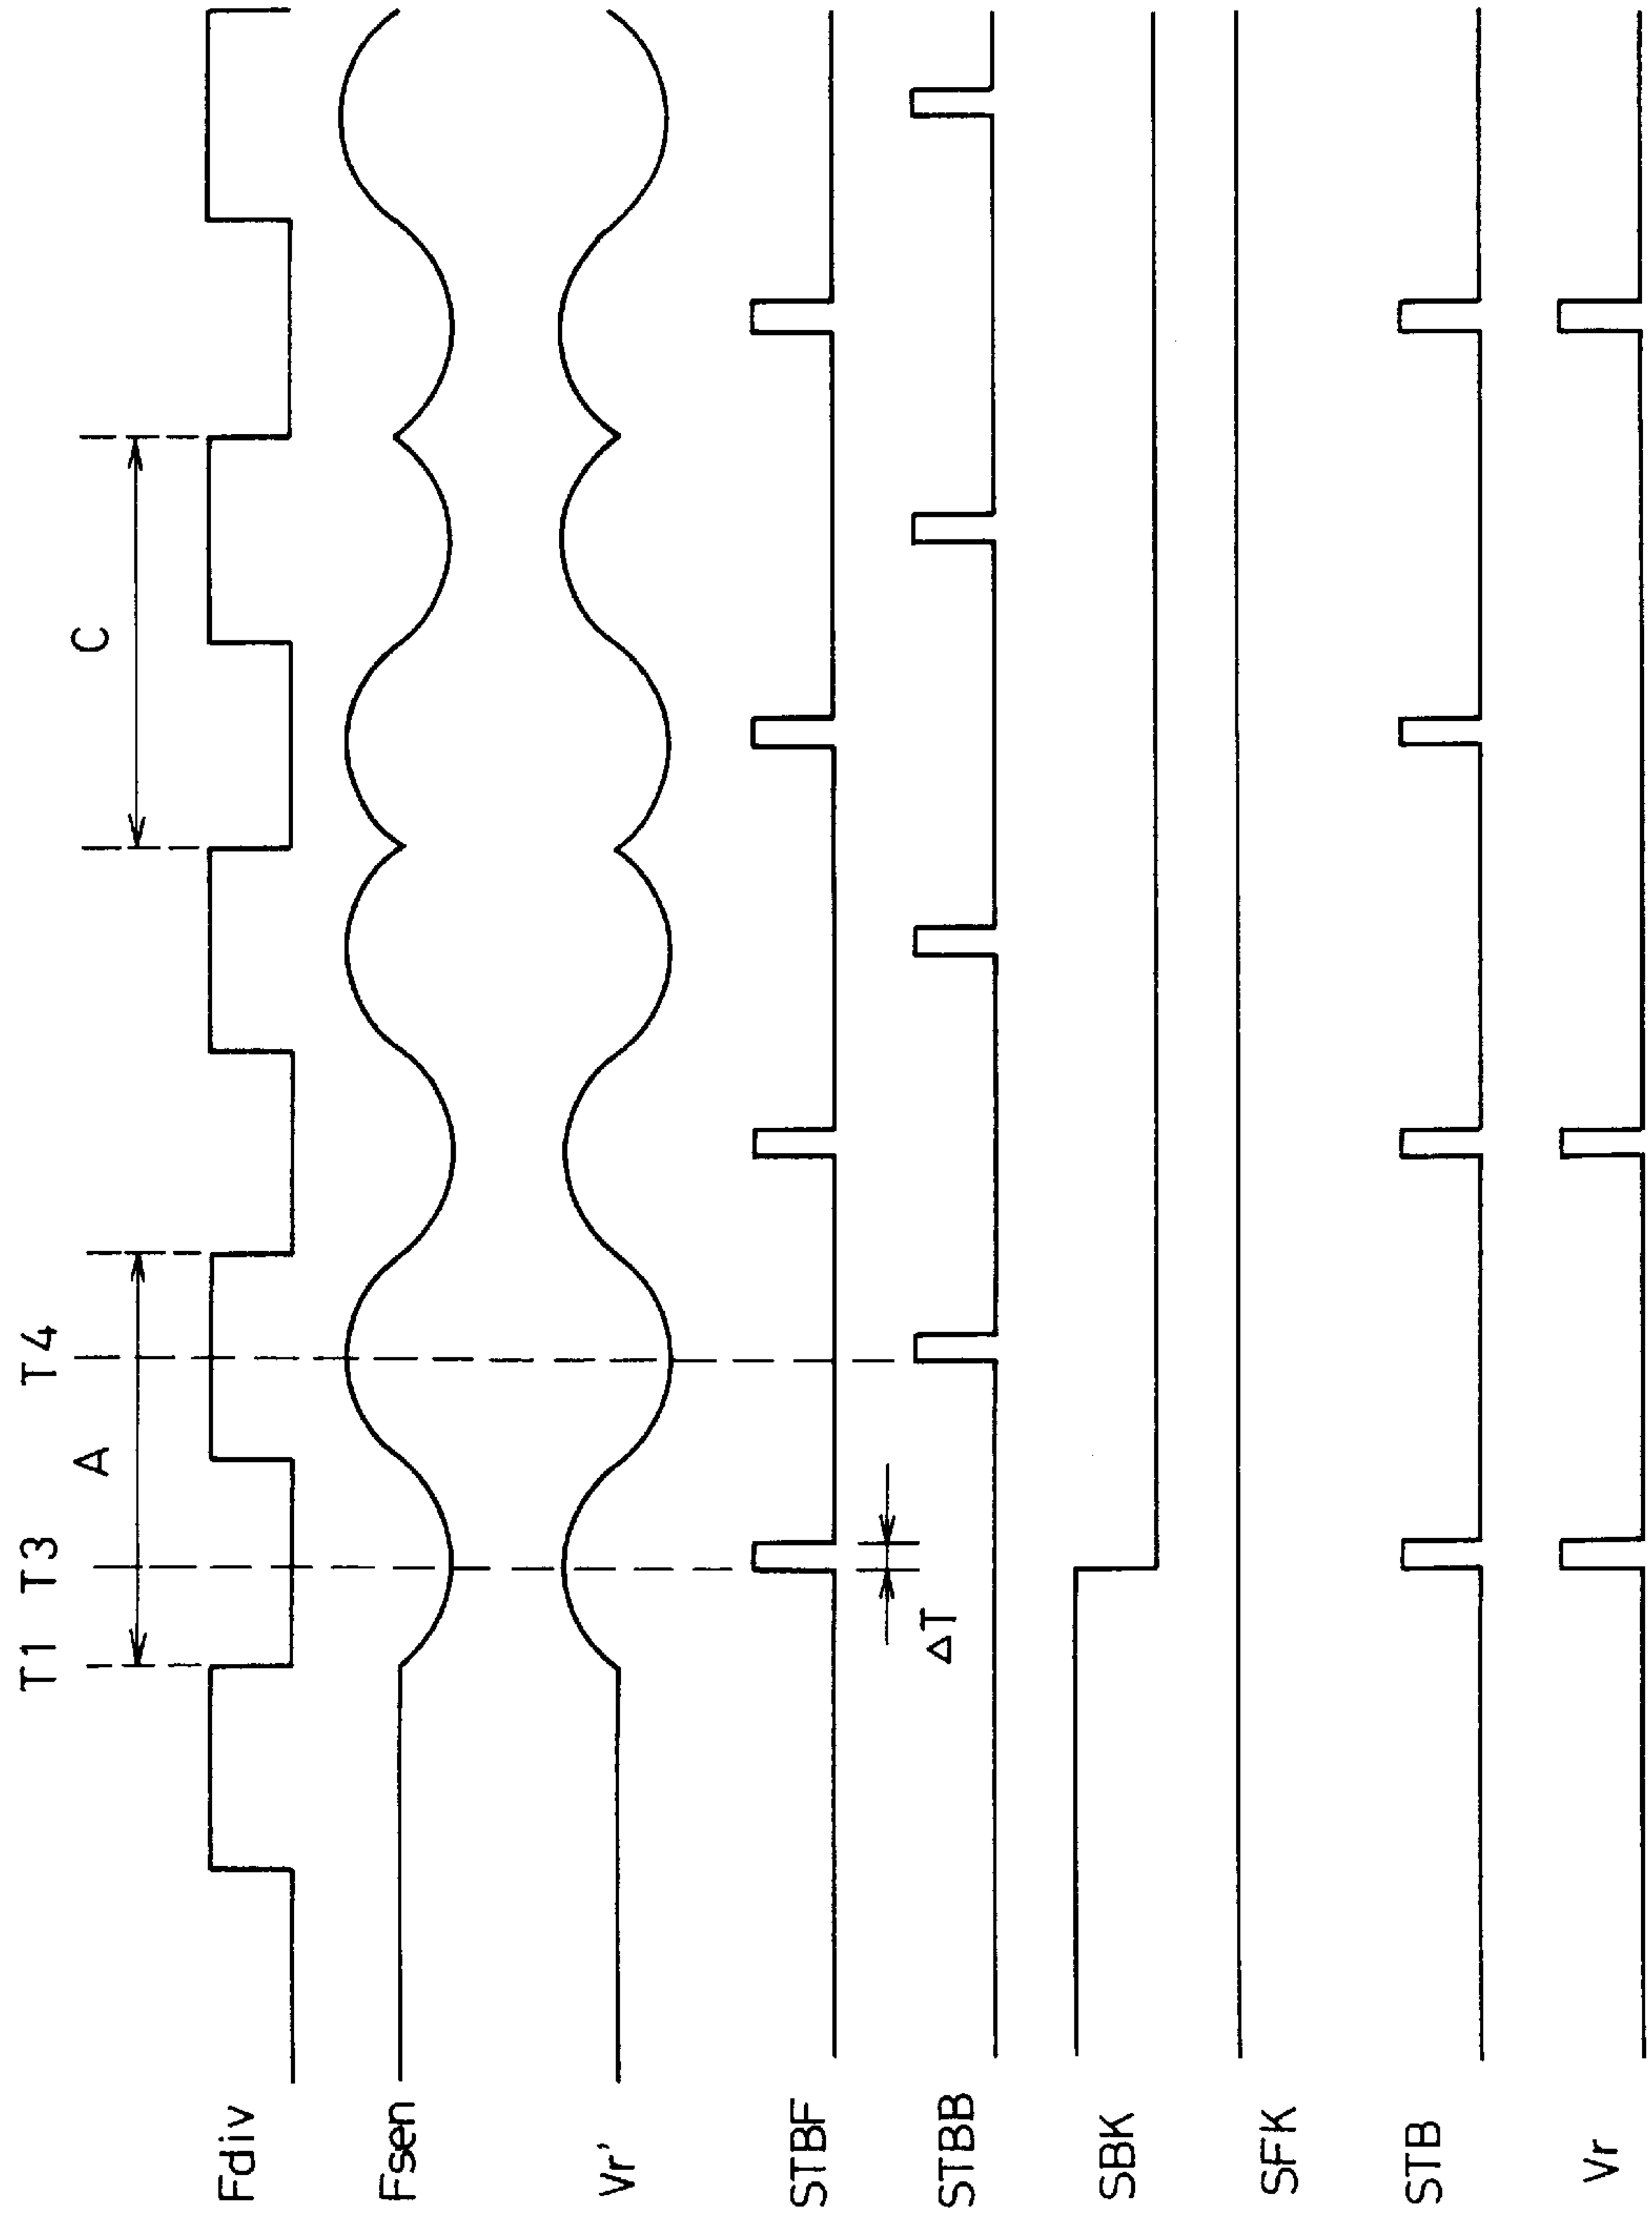 T1 T3 T4
A C
Fdiv
Fsen
Vr'
STBF
ΔT
STBB
SBK
SFK
STB
Vr